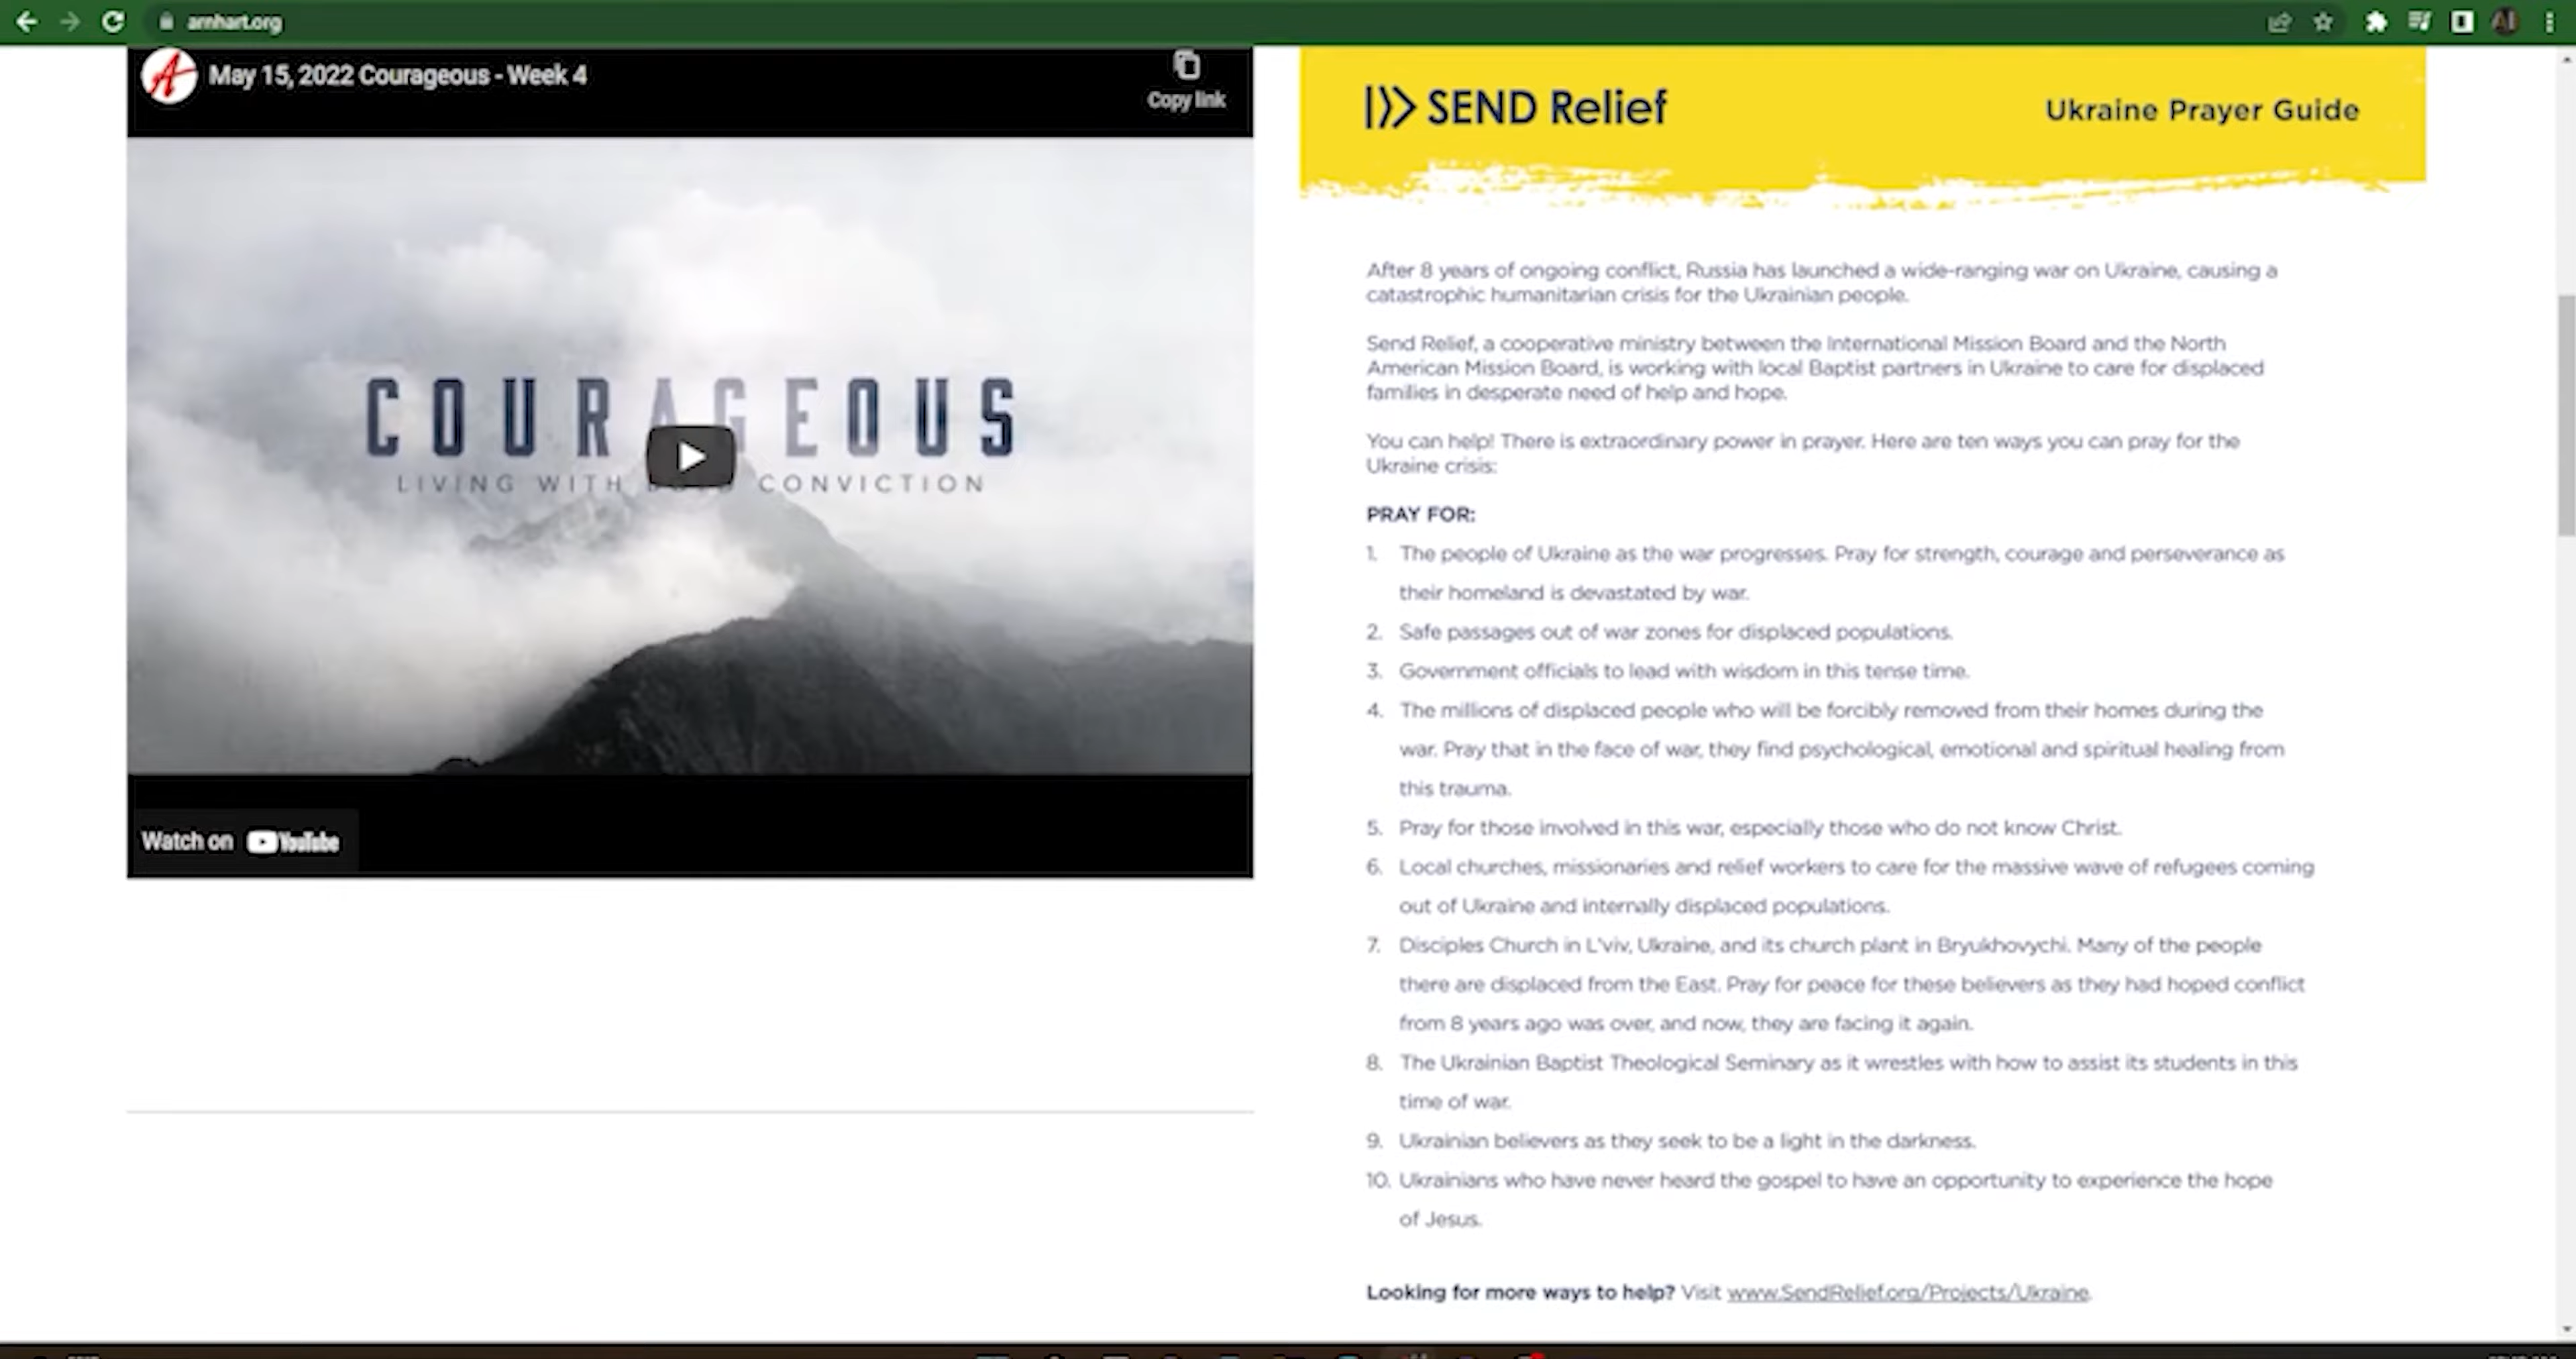 arnhart.org
May 15, 2022 Courageous - Week 4
Copy link
COURAGEOUS
LIVING WITH CONVICTION
Watch on YouTube
SEND Relief
Ukraine Prayer Guide
After 8 years of ongoing conflict, Russia has launched a wide-ranging war on Ukraine, causing a
catastrophic humanitarian crisis for the Ukrainian people.
Send Relief, a cooperative ministry between the International Mission Board and the North
American Mission Board, is working with local Baptist partners in Ukraine to care for displaced
families in desperate need of help and hope.
You can help! There is extraordinary power in prayer. Here are ten ways you can pray for the
Ukraine crisis:
PRAY FOR:
1. The people of Ukraine as the war progresses. Pray for strength, courage and perseverance as
their homeland is devastated by war.
2. Safe passages out of war zones for displaced populations.
3. Government officials to lead with wisdom in this tense time.
4. The millions of displaced people who will be forcibly removed from their homes during the
war. Pray that in the face of war, they find psychological, emotional and spiritual healing from
this trauma.
5. Pray for those involved in this war, especially those who do not know Christ.
6. Local churches, missionaries and relief workers to care for the massive wave of refugees coming
out of Ukraine and internally displaced populations.
7. Disciples Church in L'viv, Ukraine, and its church plant in Bryukhovychi. Many of the people
there are displaced from the East. Pray for peace for these believers as they had hoped conflict
from 8 years ago was over, and now, they are facing it again.
8. The Ukrainian Baptist Theological Seminary as it wrestles with how to assist its students in this
time of war.
9. Ukrainian believers as they seek to be a light in the darkness.
10. Ukrainians who have never heard the gospel to have an opportunity to experience the hope
of Jesus.
Looking for more ways to help? Visit www.SendRelief.org/Projects/Ukraine.